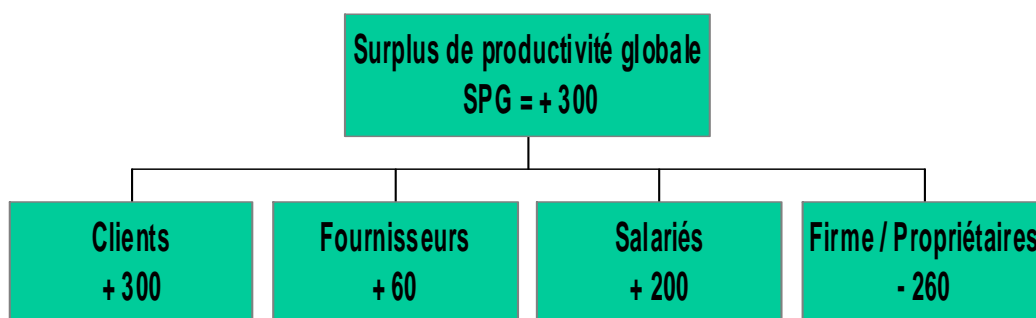 Surplus de productivité globale
SPG = + 300
Clients
+ 300
Fournisseurs
+ 60
Salariés
+ 200
Firme / Propriétaires
- 260